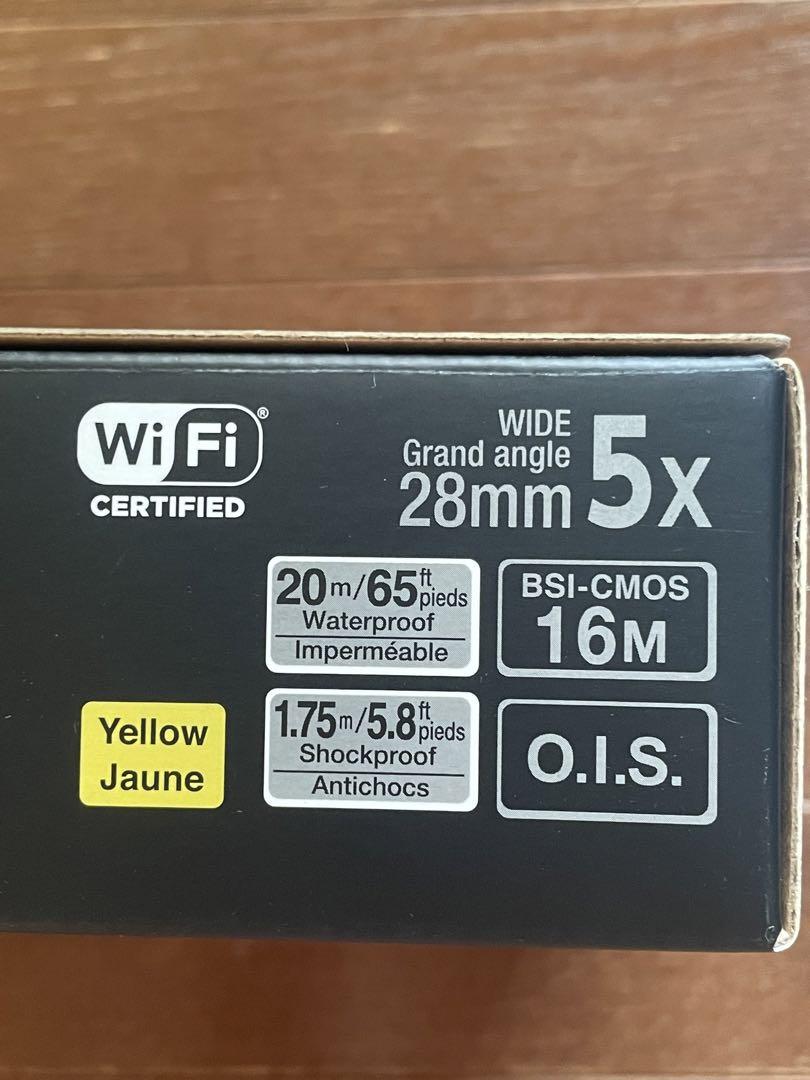 WiFi®
CERTIFIED
WIDE
Grand angle
28mm
5x
20m/65ft pieds
Waterproof
Imperméable
BSI-CMOS
16M
Yellow
Jaune
1.75m/5.8ft pieds
Shockproof
Antichocs
O.I.S.